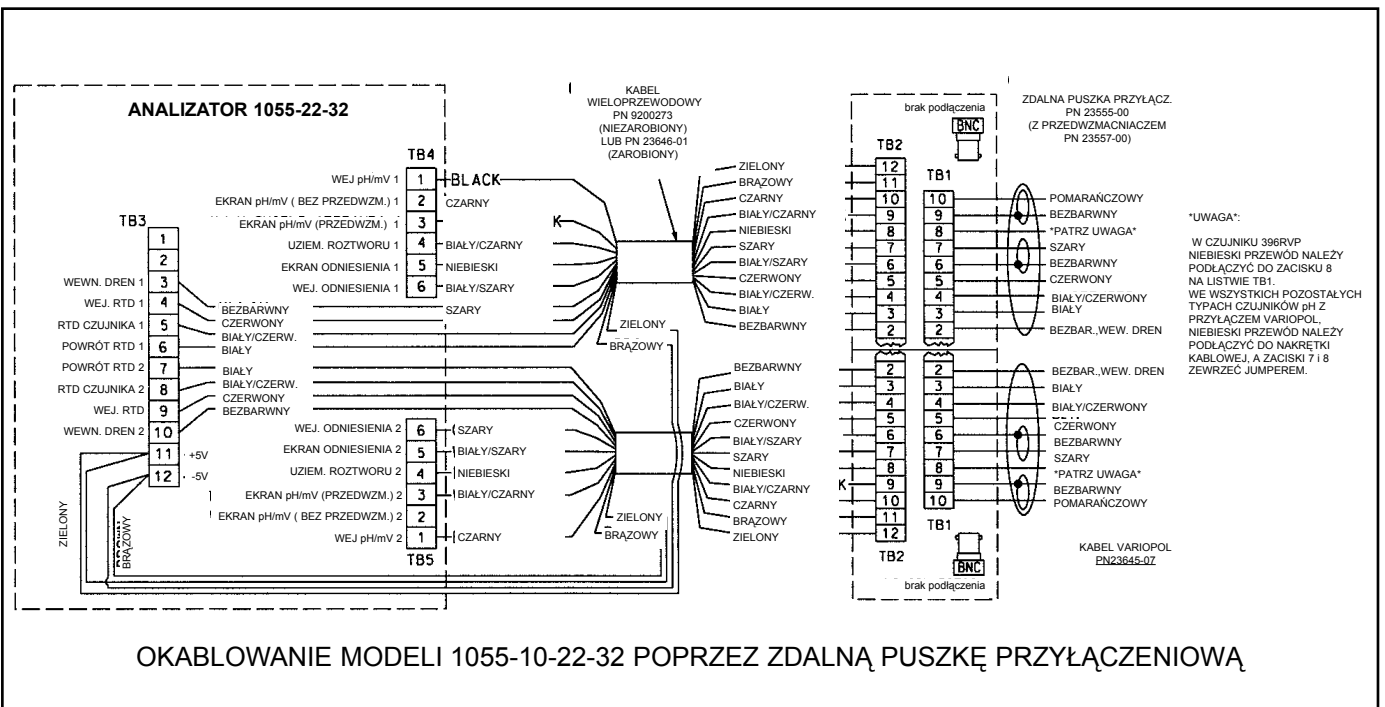 ANALIZATOR 1055-22-32
TB4
WEJ pH/mV 1
1
BLACK
EKRAN pH/mV ( BEZ PRZEDWZM.) 1
2
CZARNY
EKRAN pH/mV (PRZEDWZM.) 1
3
K
UZIEM. ROZTWORU 1
4
BIAŁY/CZARNY
EKRAN ODNIESIENIA 1
5
NIEBIESKI
WEJ. ODNIESIENIA 1
6
BIAŁY/SZARY
SZARY
TB3
1
2
WEWN. DREN 1
3
WEJ. RTD 1
4
BEZBARWNY
RTD CZUJNIKA 1
5
CZERWONY
POWRÓT RTD 1
6
BIAŁY/CZERW.
BIAŁY
POWRÓT RTD 2
7
BIAŁY
RTD CZUJNIKA 2
8
BIAŁY/CZERW.
WEJ. RTD
9
CZERWONY
WEWN. DREN 2
10
BEZBARWNY
11
+5V
12
-5V
ZIELONY
BRĄZOWY
WEJ. ODNIESIENIA 2
6
SZARY
EKRAN ODNIESIENIA 2
5
BIAŁY/SZARY
UZIEM. ROZTWORU 2
4
NIEBIESKI
EKRAN pH/mV (PRZEDWZM.) 2
3
BIAŁY/CZARNY
EKRAN pH/mV ( BEZ PRZEDWZM.) 2
2
WEJ pH/mV 2
1
CZARNY
TB5
KABEL
WIELOPRZEWODOWY
PN 9200273
(NIEZAROBIONY)
LUB PN 23646-01
(ZAROBIONY)
ZIELONY
BRĄZOWY
ZIELONY
BRĄZOWY
ZIELONY
BRĄZOWY
CZARNY
BIAŁY/CZARNY
NIEBIESKI
SZARY
BIAŁY/SZARY
CZERWONY
BIAŁY/CZERW.
BIAŁY
BEZBARWNY
BEZBARWNY
BIAŁY
BIAŁY/CZERW.
CZERWONY
BIAŁY/SZARY
SZARY
NIEBIESKI
BIAŁY/CZARNY
K
CZARNY
BRĄZOWY
ZIELONY
brak podłączenia
BNC
TB2
12
11
10
9
8
7
6
5
4
3
2
2
3
4
5
6
7
8
9
10
11
12
TB2
TB1
10
9
8
7
6
5
4
3
2
2
3
4
5
6
7
8
9
10
TB1
BNC
brak podłączenia
ZDALNA PUSZKA PRZYŁĄCZ.
PN 23555-00
(Z PRZEDWZMACNIACZEM
PN 23557-00)
POMARAŃCZOWY
BEZBARWNY
*PATRZ UWAGA*
SZARY
BEZBARWNY
CZERWONY
BIAŁY/CZERWONY
BIAŁY
BEZBAR.,WEW. DREN
BEZBAR.,WEW. DREN
BIAŁY
BIAŁY/CZERWONY
CZERWONY
BEZBARWNY
SZARY
*PATRZ UWAGA*
BEZBARWNY
POMARAŃCZOWY
KABEL VARIOPOL
PN23645-07
*UWAGA*:
W CZUJNIKU 396RVP
NIEBIESKI PRZEWÓD NALEŻY
PODŁĄCZYĆ DO ZACISKU 8
NA LISTWIE TB1.
WE WSZYSTKICH POZOSTAŁYCH
TYPACH CZUJNIKÓW pH Z
PRZYŁĄCZEM VARIOPOL,
NIEBIESKI PRZEWÓD NALEŻY
PODŁĄCZYĆ DO NAKRĘTKI
KABLOWEJ, A ZACISKI 7 i 8
ZEWRZEĆ JUMPEREM.
OKABLOWANIE MODELI 1055-10-22-32 POPRZEZ ZDALNĄ PUSZKĘ PRZYŁĄCZENIOWĄ